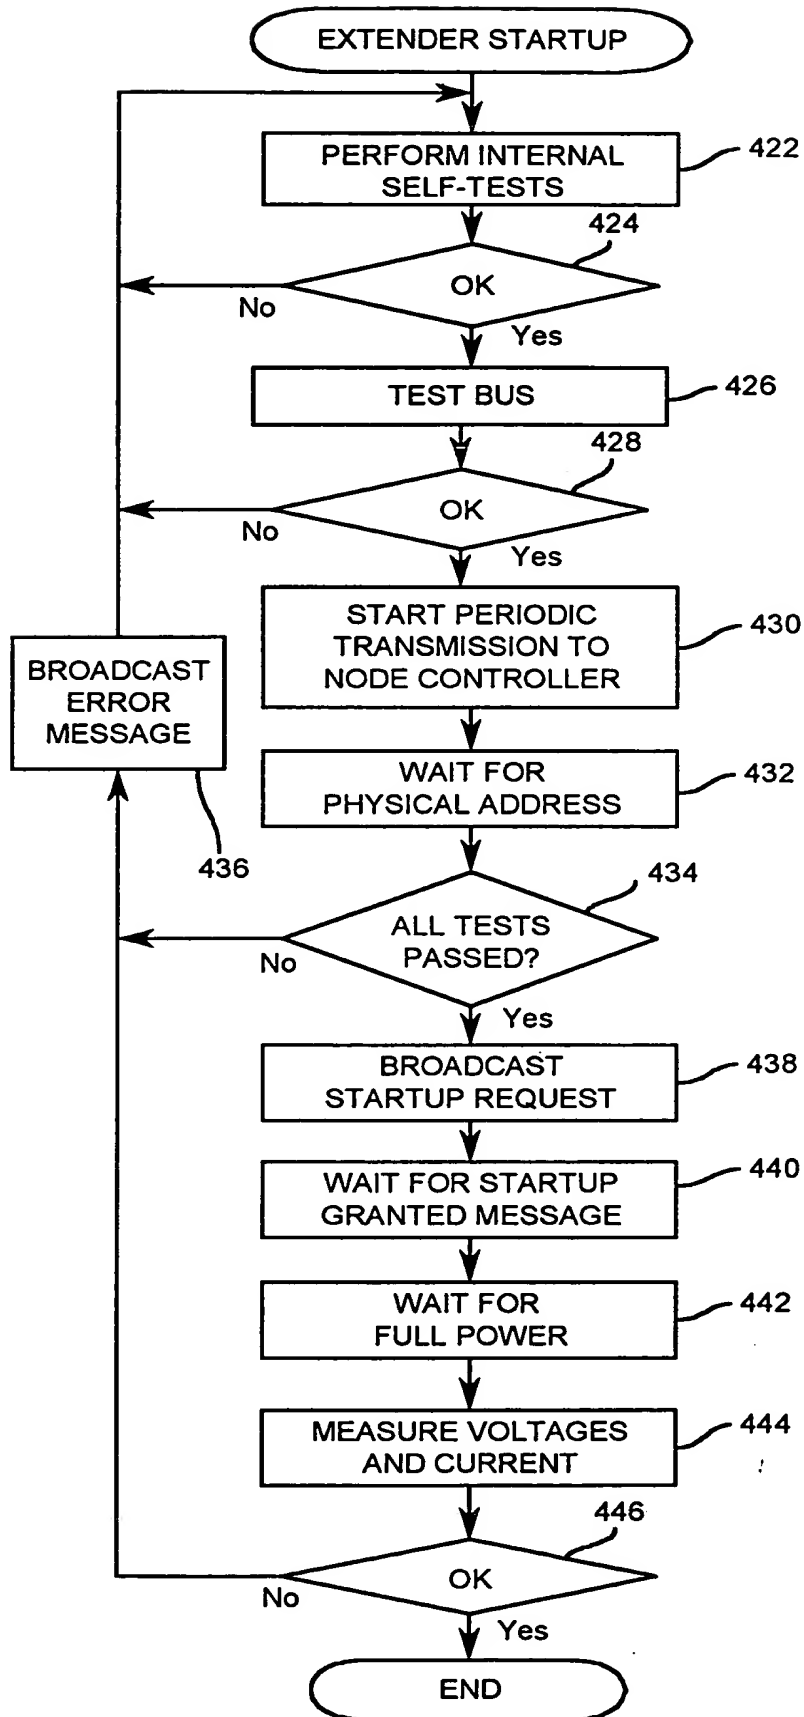 EXTENDER STARTUP
PERFORM INTERNAL
SELF-TESTS
422
424
OK
No
Yes
TEST BUS
426
428
OK
No
Yes
START PERIODIC
TRANSMISSION TO
NODE CONTROLLER
430
BROADCAST
ERROR
MESSAGE
436
WAIT FOR
PHYSICAL ADDRESS
432
434
ALL TESTS
PASSED?
No
Yes
BROADCAST
STARTUP REQUEST
438
WAIT FOR STARTUP
GRANTED MESSAGE
440
WAIT FOR
FULL POWER
442
MEASURE VOLTAGES
AND CURRENT
444
446
OK
No
Yes
END